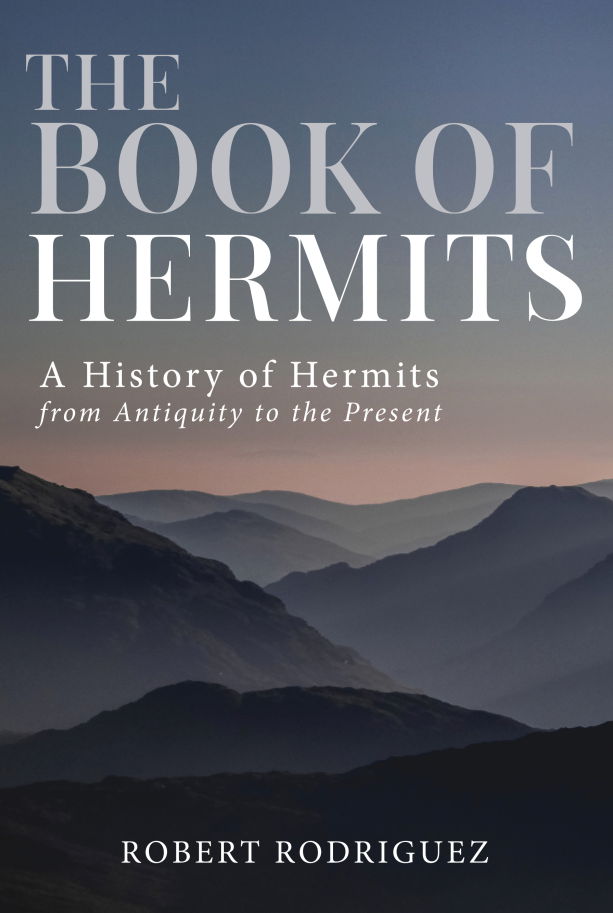 THE
BOOK OF
HERMITS
A History of Hermits
from Antiquity to the Present
ROBERT RODRIGUEZ